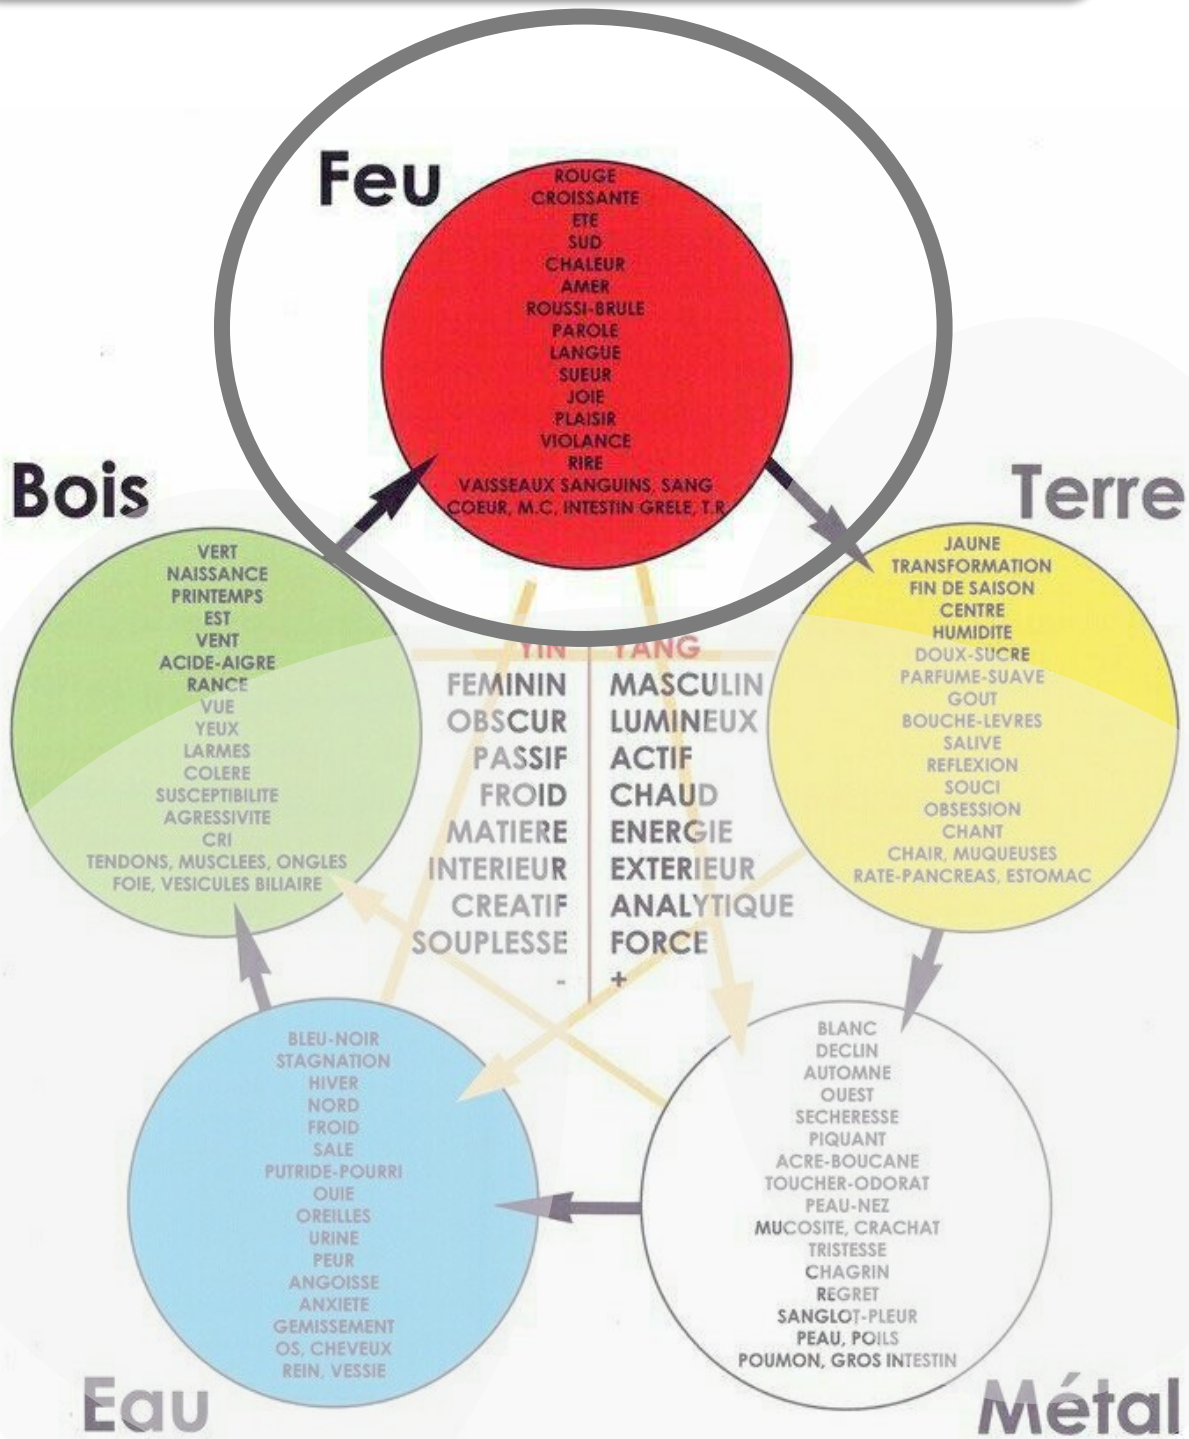 Feu
ROUGE
CROISSANTE
ETE
SUD
CHALEUR
AMER
ROUSSI-BRULE
PAROLE
LANGUE
SUEUR
JOIE
PLAISIR
VIOLANCE
RIRE
VAISSEAUX SANGUINS, SANG
COEUR, M.C, INTESTIN GRELE, T.R
Bois
VERT
NAISSANCE
PRINTEMPS
EST
VENT
ACIDE-AIGRE
RANCE
VUE
YEUX
LARMES
COLERE
SUSCEPTIBILITE
AGRESSIVITE
CRI
TENDONS, MUSCLEES, ONGLES
FOIE, VESICULES BILIAIRE
Terre
JAUNE
TRANSFORMATION
FIN DE SAISON
CENTRE
HUMIDITE
DOUX-SUCRE
PARFUME-SUAVE
GOUT
BOUCHE-LEVRES
SALIVE
REFLEXION
SOUCI
OBSESSION
CHANT
CHAIR, MUQUEUSES
RATE-PANCREAS, ESTOMAC
YIN YANG
FEMININ MASCULIN
OBSCUR LUMINEUX
PASSIF ACTIF
FROID CHAUD
MATIERE ENERGIE
INTERIEUR EXTERIEUR
CREATIF ANALYTIQUE
SOUPLESSE FORCE
- +
BLEU-NOIR
STAGNATION
HIVER
NORD
FROID
SALE
PUTRIDE-POURRI
OUIE
OREILLES
URINE
PEUR
ANGOISSE
ANXIETE
GEMISSEMENT
OS, CHEVEUX
REIN, VESSIE
Eau
BLANC
DECLIN
AUTOMNE
OUEST
SECHERESSE
PIQUANT
ACRE-BOUCANE
TOUCHER-ODORAT
PEAU-NEZ
MUCOSITE, CRACHAT
TRISTESSE
CHAGRIN
REGRET
SANGLOT-PLEUR
PEAU, POILS
POUMON, GROS INTESTIN
Métal